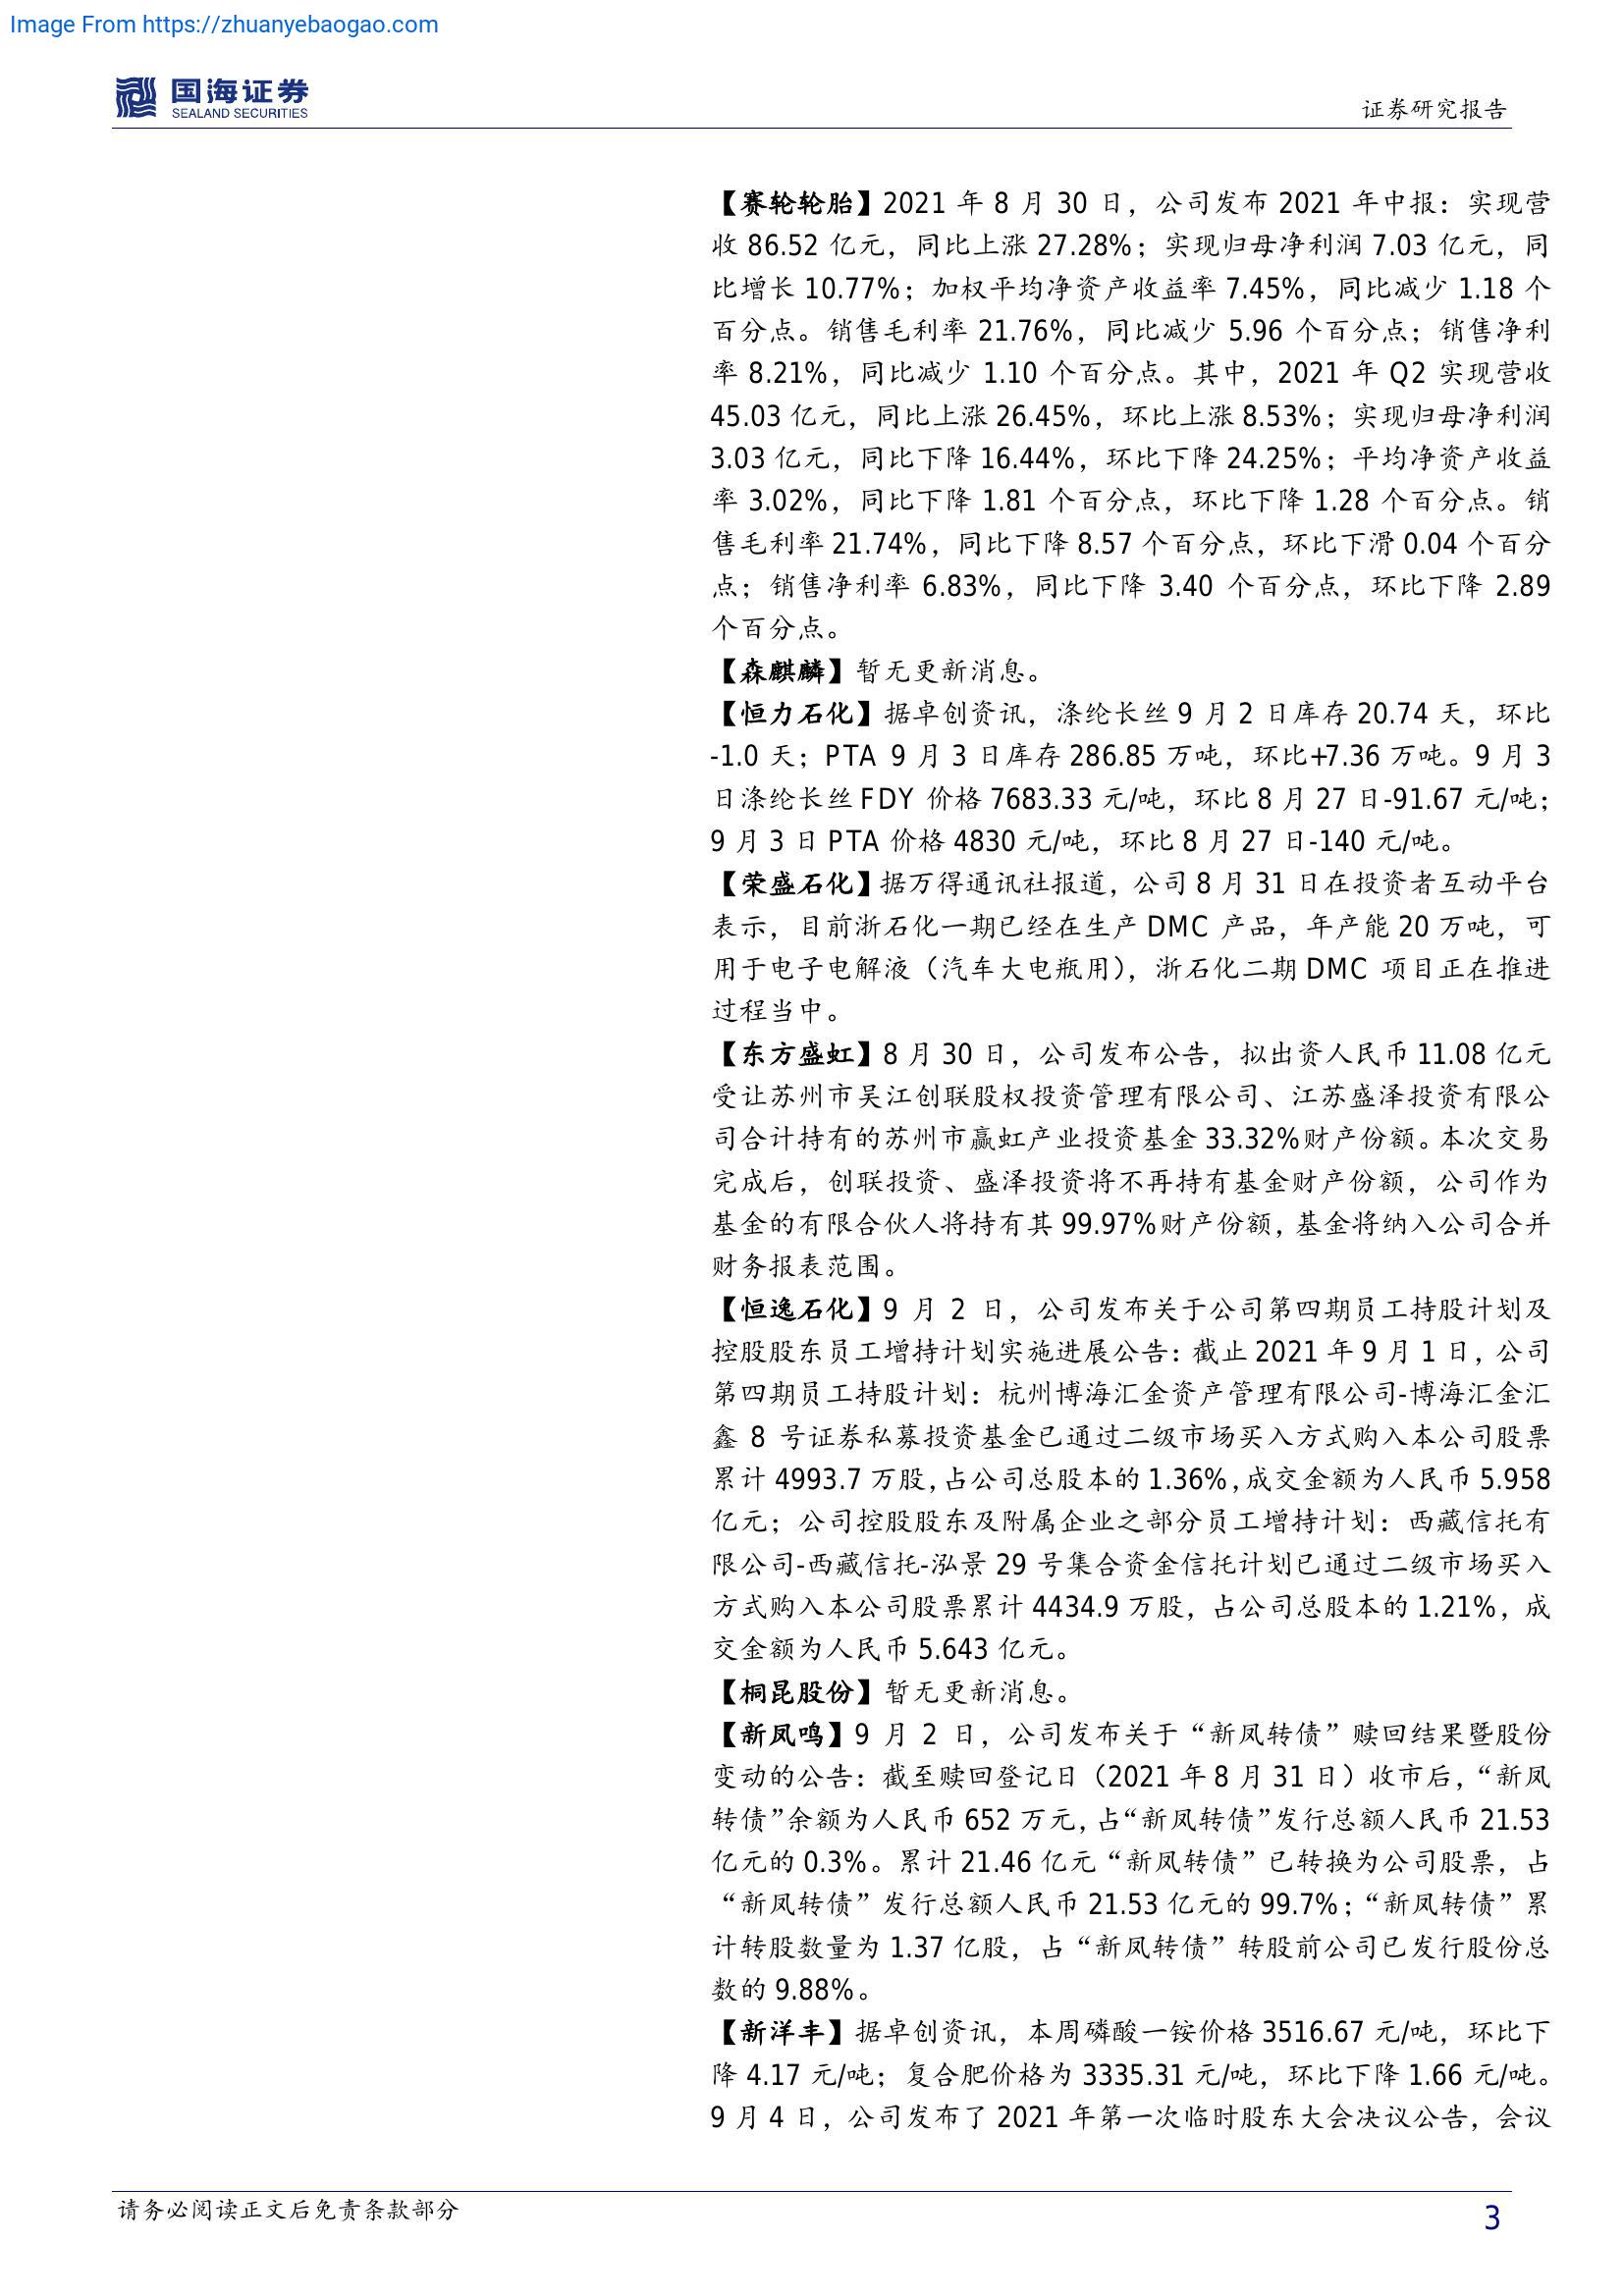 Image From https://zhuanyebaogao.com
国海证券
SEALAND SECURITIES
证券研究报告
【赛轮轮胎】2021 年 8 月 30 日，公司发布 2021 年中报：实现营
收 86.52 亿元，同比上涨 27.28%；实现归母净利润 7.03 亿元，同
比增长 10.77%；加权平均净资产收益率 7.45%，同比减少 1.18 个
百分点。销售毛利率 21.76%，同比减少 5.96 个百分点；销售净利
率 8.21%，同比减少 1.10 个百分点。其中，2021 年 Q2 实现营收
45.03 亿元，同比上涨 26.45%，环比上涨 8.53%；实现归母净利润
3.03 亿元，同比下降 16.44%，环比下降 24.25%；平均净资产收益
率 3.02%，同比下降 1.81 个百分点，环比下降 1.28 个百分点。销
售毛利率 21.74%，同比下降 8.57 个百分点，环比下滑 0.04 个百分
点；销售净利率 6.83%，同比下降 3.40 个百分点，环比下降 2.89
个百分点。
【森麒麟】暂无更新消息。
【恒力石化】据卓创资讯，涤纶长丝 9 月 2 日库存 20.74 天，环比
-1.0 天；PTA 9 月 3 日库存 286.85 万吨，环比+7.36 万吨。9 月 3
日涤纶长丝 FDY 价格 7683.33 元/吨，环比 8 月 27 日-91.67 元/吨；
9 月 3 日 PTA 价格 4830 元/吨，环比 8 月 27 日-140 元/吨。
【荣盛石化】据万得通讯社报道，公司 8 月 31 日在投资者互动平台
表示，目前浙石化一期已经在生产 DMC 产品，年产能 20 万吨，可
用于电子电解液（汽车大电瓶用），浙石化二期 DMC 项目正在推进
过程当中。
【东方盛虹】8 月 30 日，公司发布公告，拟出资人民币 11.08 亿元
受让苏州市吴江创联股权投资管理有限公司、江苏盛泽投资有限公
司合计持有的苏州市赢虹产业投资基金 33.32%财产份额。本次交易
完成后，创联投资、盛泽投资将不再持有基金财产份额，公司作为
基金的有限合伙人将持有其 99.97%财产份额，基金将纳入公司合并
财务报表范围。
【恒逸石化】9 月 2 日，公司发布关于公司第四期员工持股计划及
控股股东员工增持计划实施进展公告：截止 2021 年 9 月 1 日，公司
第四期员工持股计划：杭州博海汇金资产管理有限公司-博海汇金汇
鑫 8 号证券私募投资基金已通过二级市场买入方式购入本公司股票
累计 4993.7 万股，占公司总股本的 1.36%，成交金额为人民币 5.958
亿元；公司控股股东及附属企业之部分员工增持计划：西藏信托有
限公司-西藏信托-泓景 29 号集合资金信托计划已通过二级市场买入
方式购入本公司股票累计 4434.9 万股，占公司总股本的 1.21%，成
交金额为人民币 5.643 亿元。
【桐昆股份】暂无更新消息。
【新凤鸣】9 月 2 日，公司发布关于“新凤转债”赎回结果暨股份
变动的公告：截至赎回登记日（2021 年 8 月 31 日）收市后，“新凤
转债”余额为人民币 652 万元，占“新凤转债”发行总额人民币 21.53
亿元的 0.3%。累计 21.46 亿元“新凤转债”已转换为公司股票，占
“新凤转债”发行总额人民币 21.53 亿元的 99.7%；“新凤转债”累
计转股数量为 1.37 亿股，占“新凤转债”转股前公司已发行股份总
数的 9.88%。
【新洋丰】据卓创资讯，本周磷酸一铵价格 3516.67 元/吨，环比下
降 4.17 元/吨；复合肥价格为 3335.31 元/吨，环比下降 1.66 元/吨。
9 月 4 日，公司发布了 2021 年第一次临时股东大会决议公告，会议
请务必阅读正文后免责条款部分
3